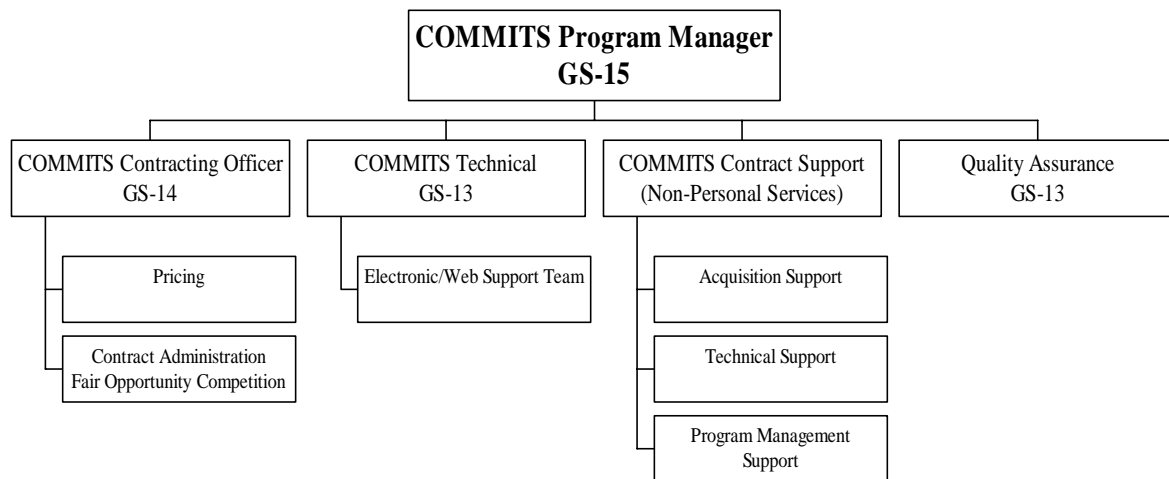 COMMITS Program Manager
GS-15
COMMITS Contracting Officer
GS-14
COMMITS Technical
GS-13
COMMITS Contract Support
(Non-Personal Services)
Quality Assurance
GS-13
Pricing
Contract Administration
Fair Opportunity Competition
Electronic/Web Support Team
Acquisition Support
Technical Support
Program Management
Support